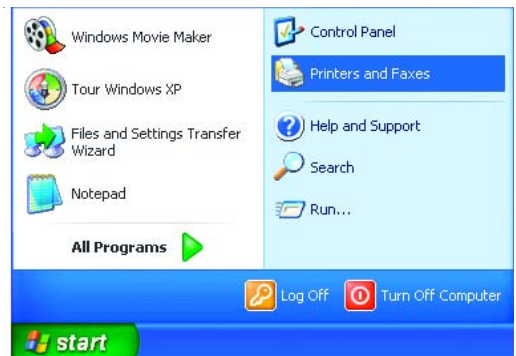 Windows Movie Maker
Tour Windows XP
Files and Settings Transfer
Wizard
Notepad
All Programs
Control Panel
Printers and Faxes
Help and Support
Search
Run...
Log Off
Turn Off Computer
start